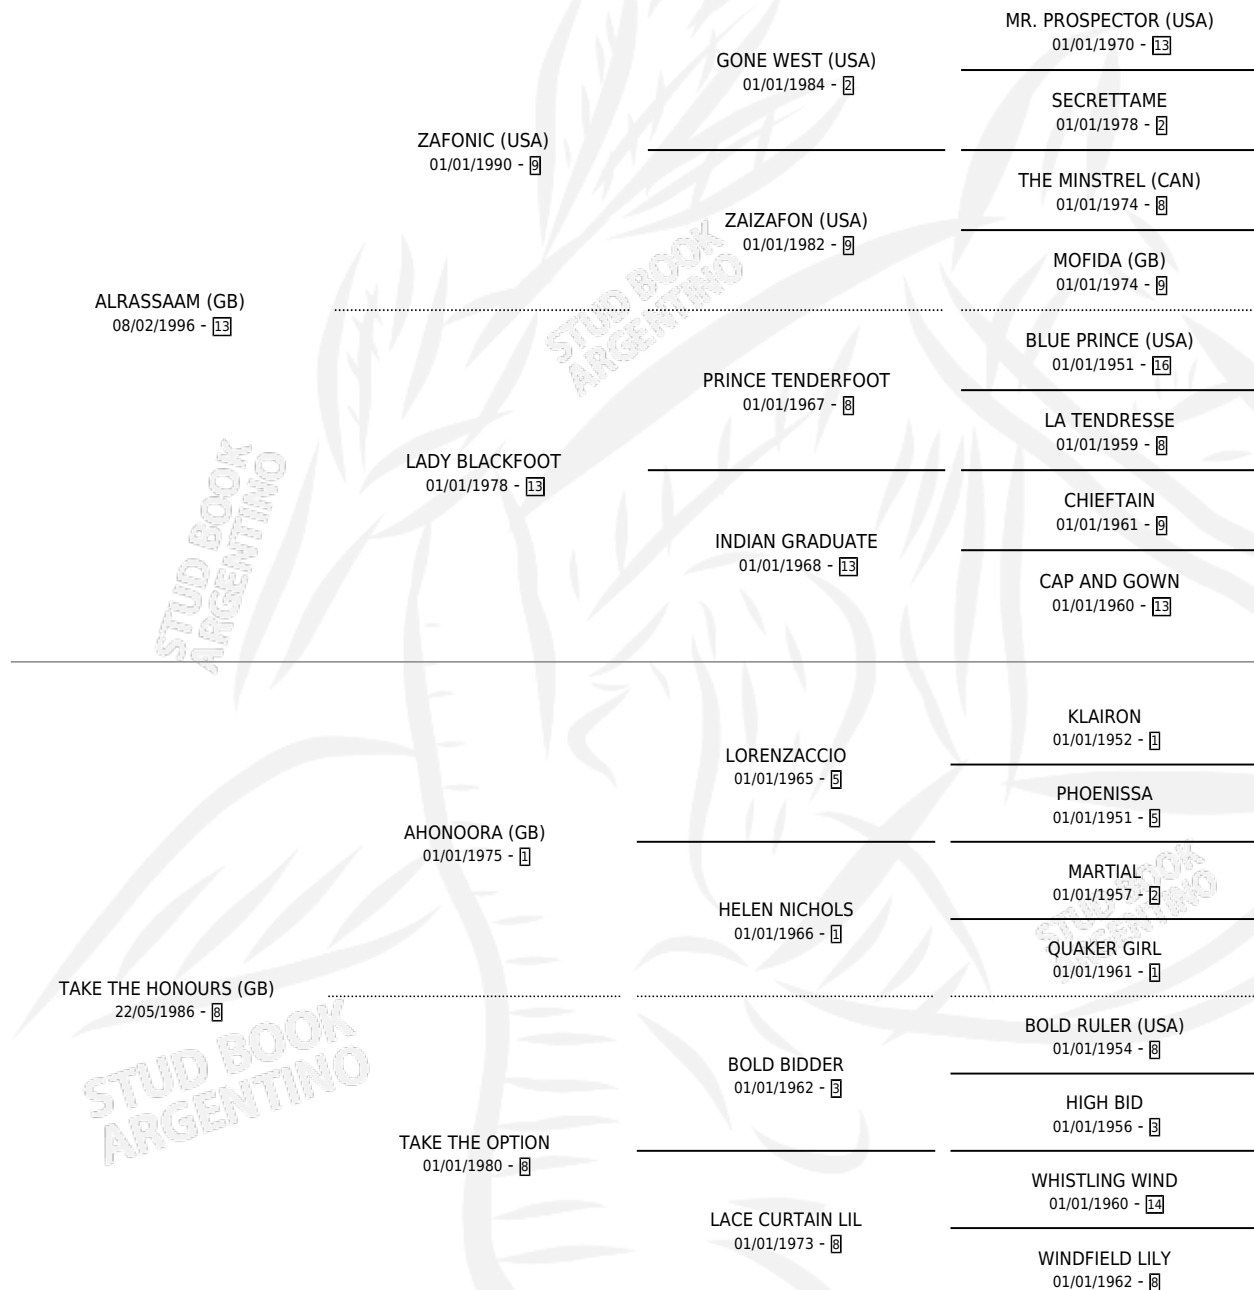 MR. PROSPECTOR (USA)
01/01/1970 - 13
GONE WEST (USA)
01/01/1984 - 2
SECRETTAME
01/01/1978 - 2
ZAFONIC (USA)
01/01/1990 - 9
THE MINSTREL (CAN)
01/01/1974 - 8
ZAIZAFON (USA)
01/01/1982 - 9
MOFIDA (GB)
01/01/1974 - 9
ALRASSAAM (GB)
08/02/1996 - 13
STUD BOOK
ARGENTINO
BLUE PRINCE (USA)
01/01/1951 - 16
PRINCE TENDERFOOT
01/01/1967 - 8
LA TENDRESSE
01/01/1959 - 8
LADY BLACKFOOT
01/01/1978 - 13
CHIEFTAIN
01/01/1961 - 9
INDIAN GRADUATE
01/01/1968 - 13
CAP AND GOWN
01/01/1960 - 13
STUD BOOK
ARGENTINO
KLAIRON
01/01/1952 - 1
LORENZACCIO
01/01/1965 - 5
PHOENISSA
01/01/1951 - 5
AHONOORA (GB)
01/01/1975 - 1
MARTIAL
01/01/1957 - 2
HELEN NICHOLS
01/01/1966 - 1
QUAKER GIRL
01/01/1961 - 1
STUD BOOK
ARGENTINO
TAKE THE HONOURS (GB)
22/05/1986 - 8
BOLD RULER (USA)
01/01/1954 - 8
BOLD BIDDER
01/01/1962 - 3
HIGH BID
01/01/1956 - 3
STUD BOOK
ARGENTINO
TAKE THE OPTION
01/01/1980 - 8
WHISTLING WIND
01/01/1960 - 14
LACE CURTAIN LIL
01/01/1973 - 8
WINDFIELD LILY
01/01/1962 - 8